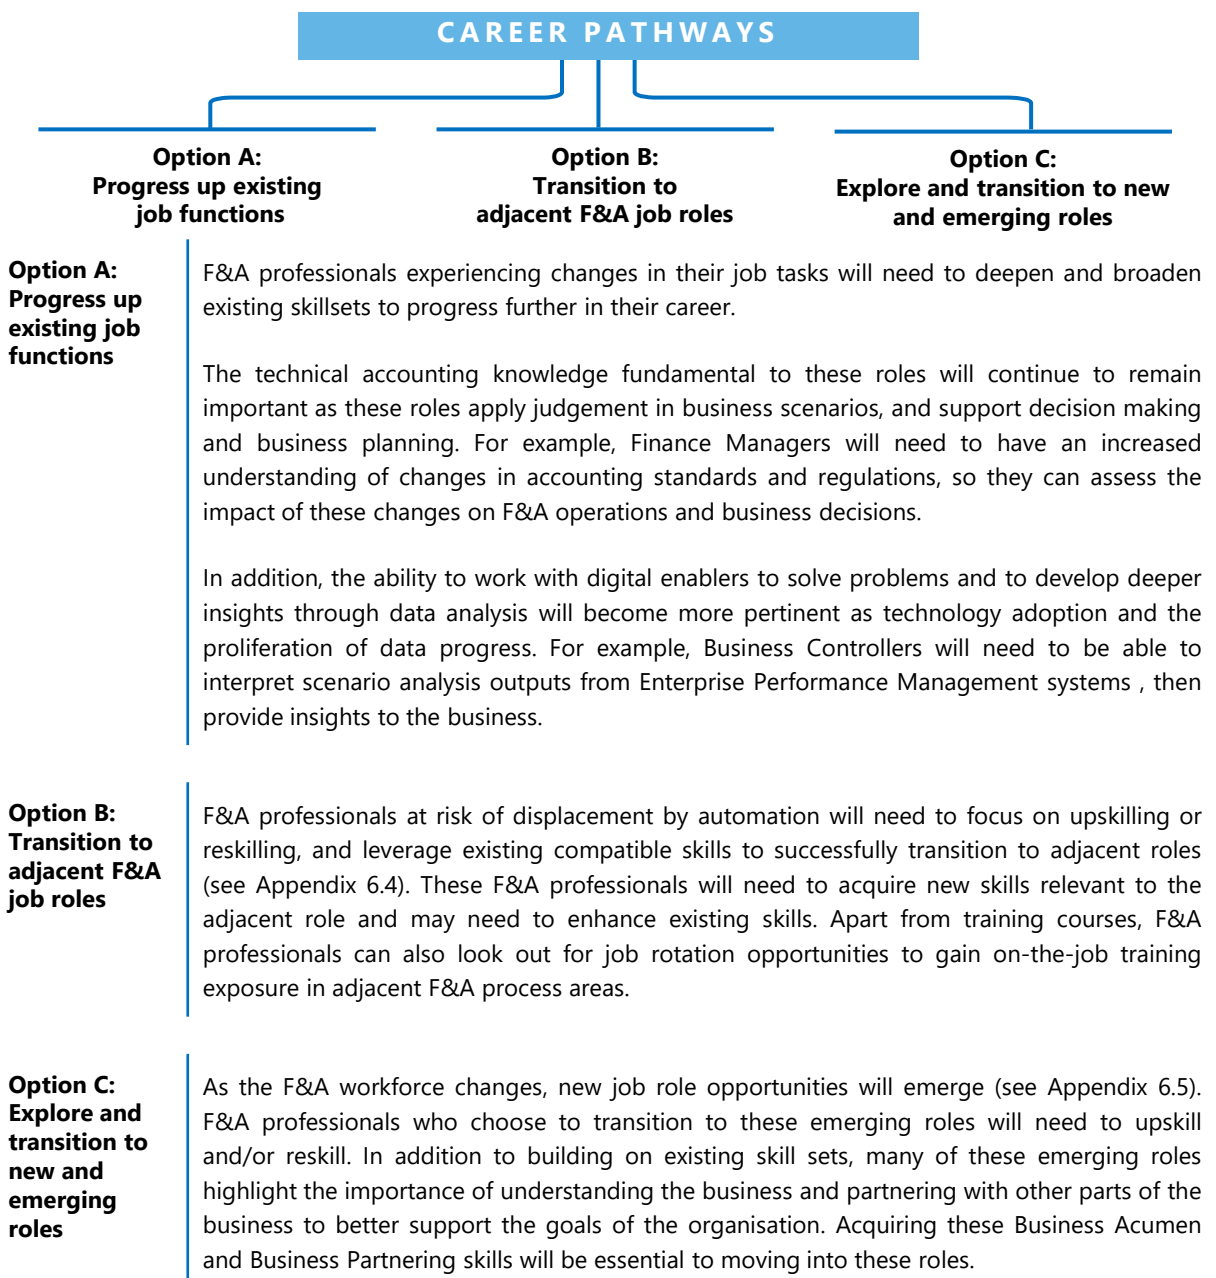 CAREER PATHWAYS
Option A:
Progress up existing
job functions
Option B:
Transition to
adjacent F&A job roles
Option C:
Explore and transition to new
and emerging roles
Option A:
Progress up
existing job
functions
F&A professionals experiencing changes in their job tasks will need to deepen and broaden
existing skillsets to progress further in their career.
The technical accounting knowledge fundamental to these roles will continue to remain
important as these roles apply judgement in business scenarios, and support decision making
and business planning. For example, Finance Managers will need to have an increased
understanding of changes in accounting standards and regulations, so they can assess the
impact of these changes on F&A operations and business decisions.
In addition, the ability to work with digital enablers to solve problems and to develop deeper
insights through data analysis will become more pertinent as technology adoption and the
proliferation of data progress. For example, Business Controllers will need to be able to
interpret scenario analysis outputs from Enterprise Performance Management systems , then
provide insights to the business.
Option B:
Transition to
adjacent F&A
job roles
F&A professionals at risk of displacement by automation will need to focus on upskilling or
reskilling, and leverage existing compatible skills to successfully transition to adjacent roles
(see Appendix 6.4). These F&A professionals will need to acquire new skills relevant to the
adjacent role and may need to enhance existing skills. Apart from training courses, F&A
professionals can also look out for job rotation opportunities to gain on-the-job training
exposure in adjacent F&A process areas.
Option C:
Explore and
transition to
new and
emerging
roles
As the F&A workforce changes, new job role opportunities will emerge (see Appendix 6.5).
F&A professionals who choose to transition to these emerging roles will need to upskill
and/or reskill. In addition to building on existing skill sets, many of these emerging roles
highlight the importance of understanding the business and partnering with other parts of the
business to better support the goals of the organisation. Acquiring these Business Acumen
and Business Partnering skills will be essential to moving into these roles.